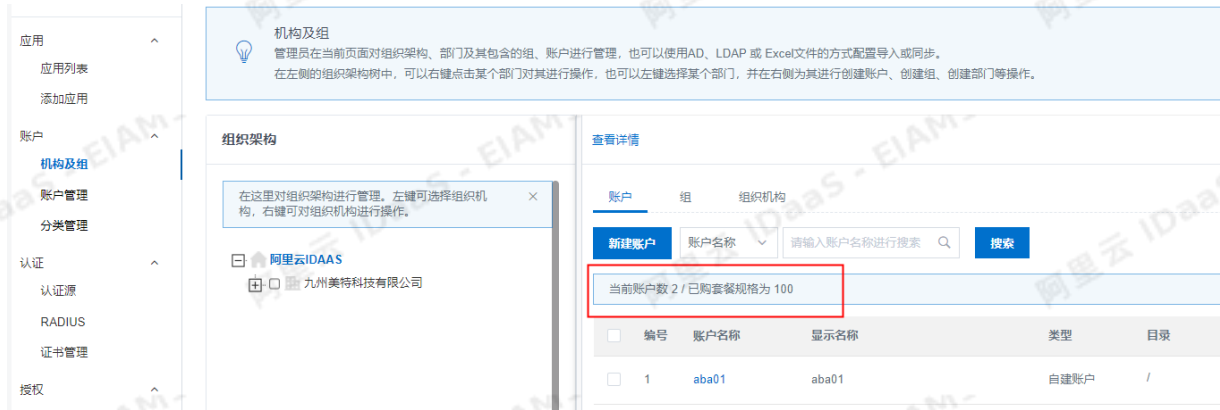 应用
应用列表
添加应用
账户
机构及组
账户管理
分类管理
认证
认证源
RADIUS
证书管理
授权
机构及组
管理员在当前页面对组织架构、部门及其包含的组、账户进行管理，也可以使用AD、LDAP 或 Excel文件的方式配置导入或同步。
在左侧的组织架构树中，可以右键点击某个部门对其进行操作，也可以左键选择某个部门，并在右侧为其进行创建账户、创建组、创建部门等操作。
组织架构
在这里对组织架构进行管理。左键可选择组织机
构，右键可对组织机构进行操作。
阿里云IDAAS
九州美特科技有限公司
查看详情
账户 组 组织机构
新建账户 账户名称 请输入账户名称进行搜索 搜索
当前账户数 2 / 已购套餐规格为 100
编号 账户名称 显示名称 类型 目录
1 aba01 aba01 自建账户 /
阿里云 IDaaS - EIAM-